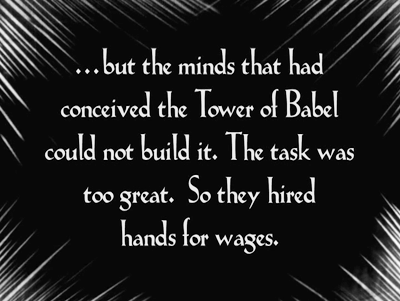 ...but the minds that had
conceived the Tower of Babel
could not build it. The task was
too great. So they hired
hands for wages.